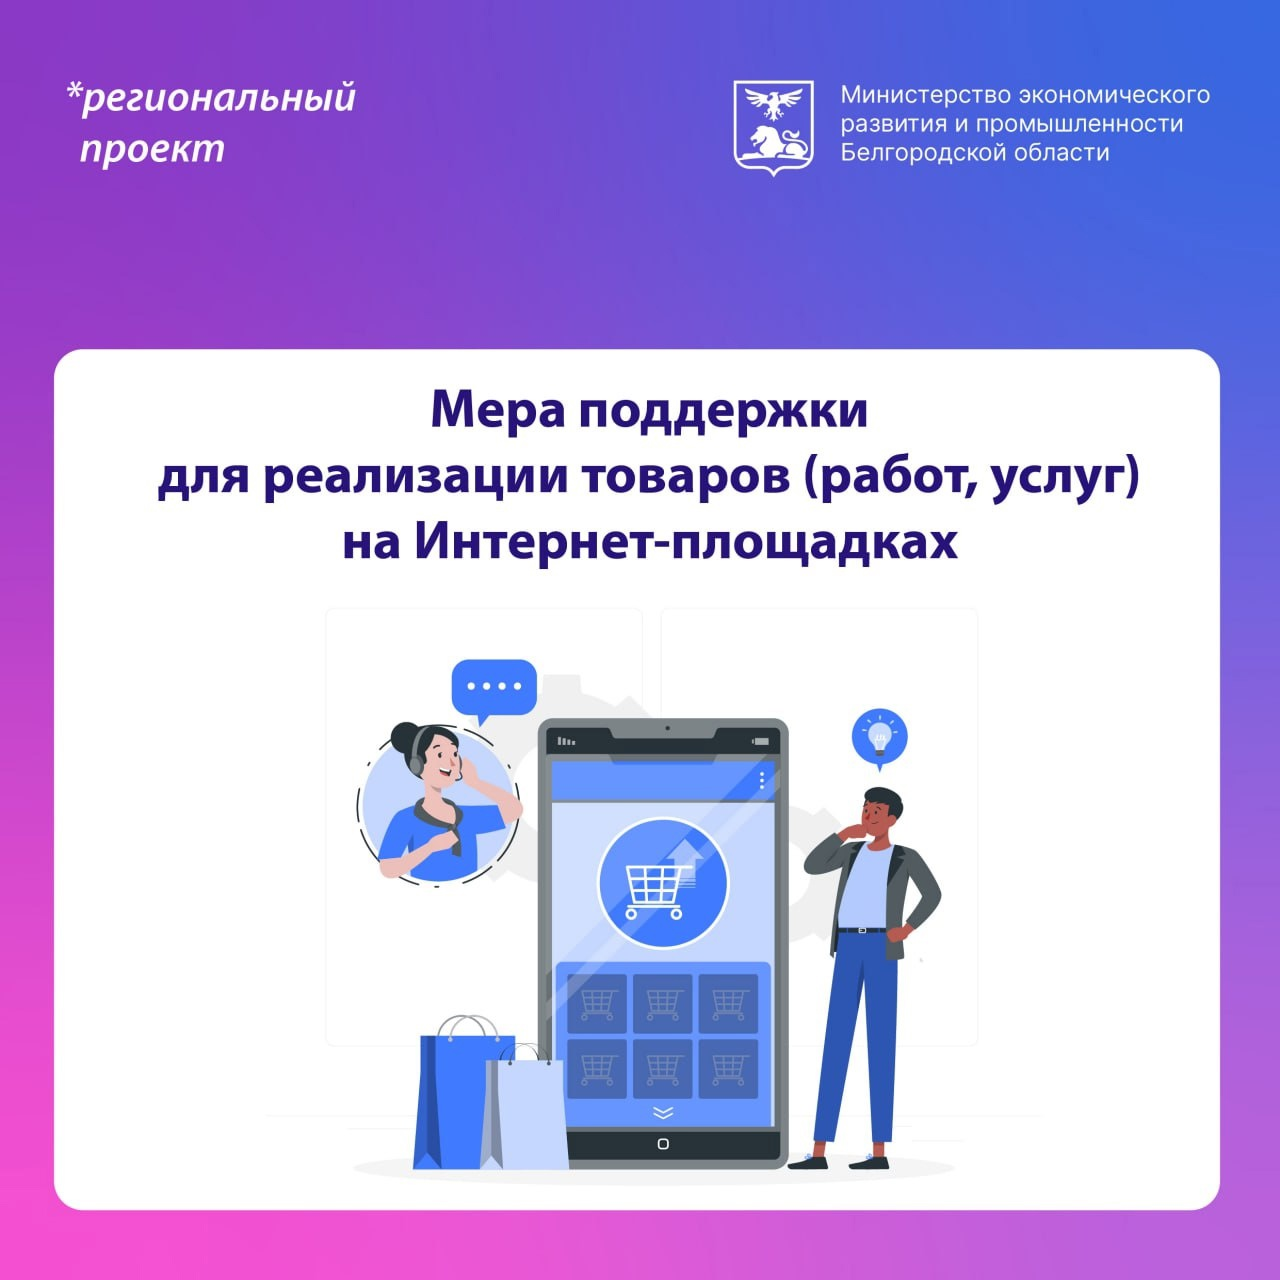 *региональный
проект
Министерство экономического
развития и промышленности
Белгородской области
Мера поддержки
для реализации товаров (работ, услуг)
на Интернет-площадках